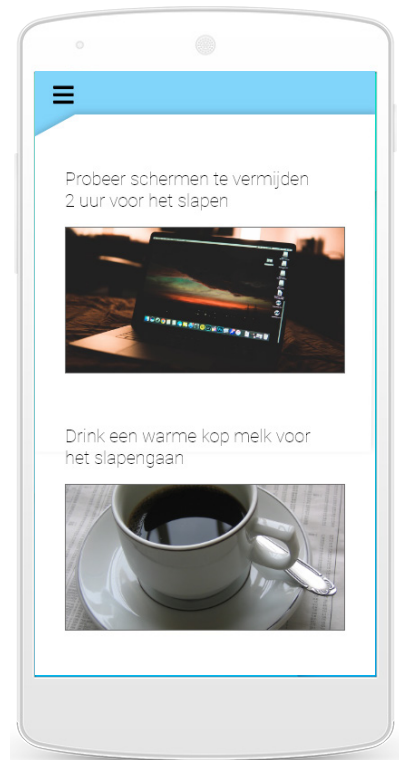 Probeer schermen te vermijden
2 uur voor het slapen
Drink een warme kop melk voor
het slapengaan